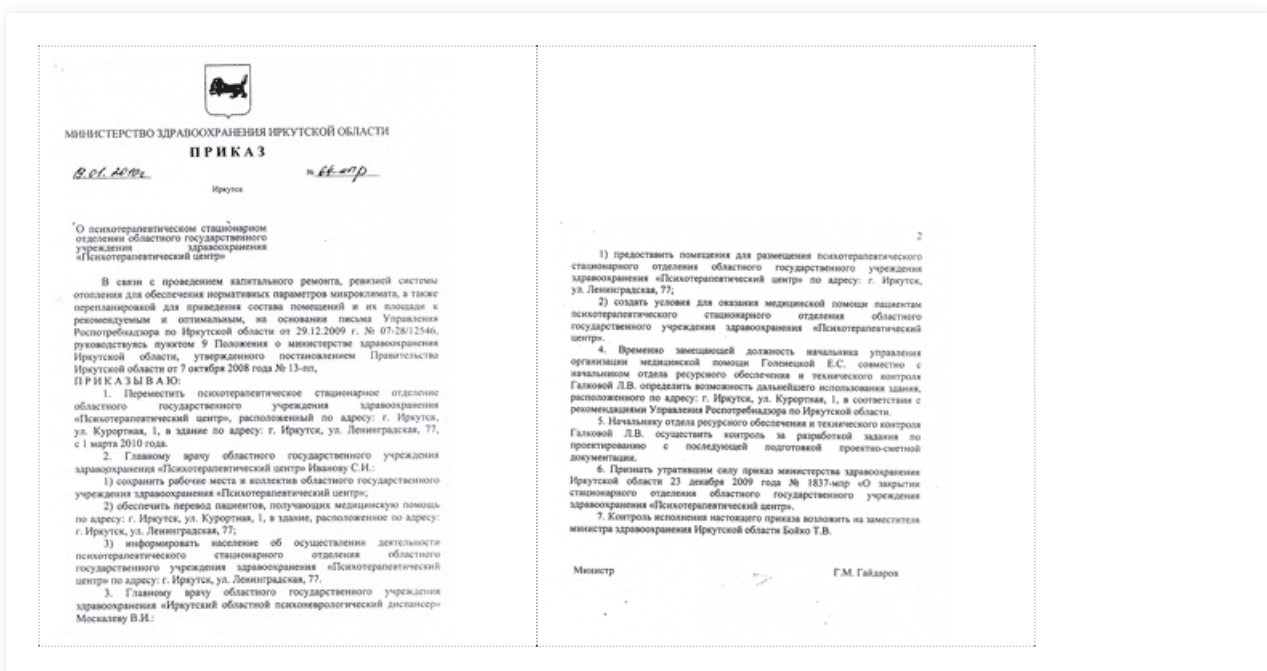 МИНИСТЕРСТВО ЗДРАВООХРАНЕНИЯ ИРКУТСКОЙ ОБЛАСТИ
ПРИКАЗ
19.01.2010г № 64-мпр
Иркутск
О психотерапевтическом стационарном
отделении областного государственного
учреждения здравоохранения
«Психотерапевтический центр»
В связи с проведением капитального ремонта, ревизией системы
отопления для обеспечения нормативных параметров микроклимата, а также
перепланировкой для приведения состава помещений и их площади к
рекомендуемым и оптимальным, на основании письма Управления
Роспотребнадзора по Иркутской области от 29.12.2009 г. № 07-28/12546,
руководствуясь пунктом 9 Положения о министерстве здравоохранения
Иркутской области, утвержденного постановлением Правительства
Иркутской области от 7 октября 2008 года № 13-пп,
ПРИКАЗЫВАЮ:
1. Переместить психотерапевтическое стационарное отделение
областного государственного учреждения здравоохранения
«Психотерапевтический центр», расположенный по адресу: г. Иркутск,
ул. Курортная, 1, в здание по адресу: г. Иркутск, ул. Ленинградская, 77,
с 1 марта 2010 года.
2. Главному врачу областного государственного учреждения
здравоохранения «Психотерапевтический центр» Иванову С.И.:
1) сохранить рабочие места и коллектив областного государственного
учреждения здравоохранения «Психотерапевтический центр»;
2) обеспечить перевод пациентов, получающих медицинскую помощь
по адресу: г. Иркутск, ул. Курортная, 1, в здание, расположенное по адресу:
г. Иркутск, ул. Ленинградская, 77;
3) информировать население об осуществлении деятельности
психотерапевтического стационарного отделения областного
государственного учреждения здравоохранения «Психотерапевтический
центр» по адресу: г. Иркутск, ул. Ленинградская, 77.
3. Главному врачу областного государственного учреждения
здравоохранения «Иркутский областной психоневрологический диспансер»
Москалеву В.И.:
2
1) предоставить помещения для размещения психотерапевтического
стационарного отделения областного государственного учреждения
здравоохранения «Психотерапевтический центр» по адресу: г. Иркутск,
ул. Ленинградская, 77;
2) создать условия для оказания медицинской помощи пациентам
психотерапевтического стационарного отделения областного
государственного учреждения здравоохранения «Психотерапевтический
центр».
4. Временно замещающей должность начальника управления
организации медицинской помощи Голенецкой Е.С. совместно с
начальником отдела ресурсного обеспечения и технического контроля
Галковой Л.В. определить возможность дальнейшего использования здания,
расположенного по адресу: г. Иркутск, ул. Курортная, 1, в соответствии с
рекомендациями Управления Роспотребнадзора по Иркутской области.
5. Начальнику отдела ресурсного обеспечения и технического контроля
Галковой Л.В. осуществить контроль за разработкой задания по
проектированию с последующей подготовкой проектно-сметной
документации.
6. Признать утратившим силу приказ министерства здравоохранения
Иркутской области 23 декабря 2009 года № 1837-мпр «О закрытии
стационарного отделения областного государственного учреждения
здравоохранения «Психотерапевтический центр».
7. Контроль исполнения настоящего приказа возложить на заместителя
министра здравоохранения Иркутской области Бойко Т.В.
Министр Г.М. Гайдаров